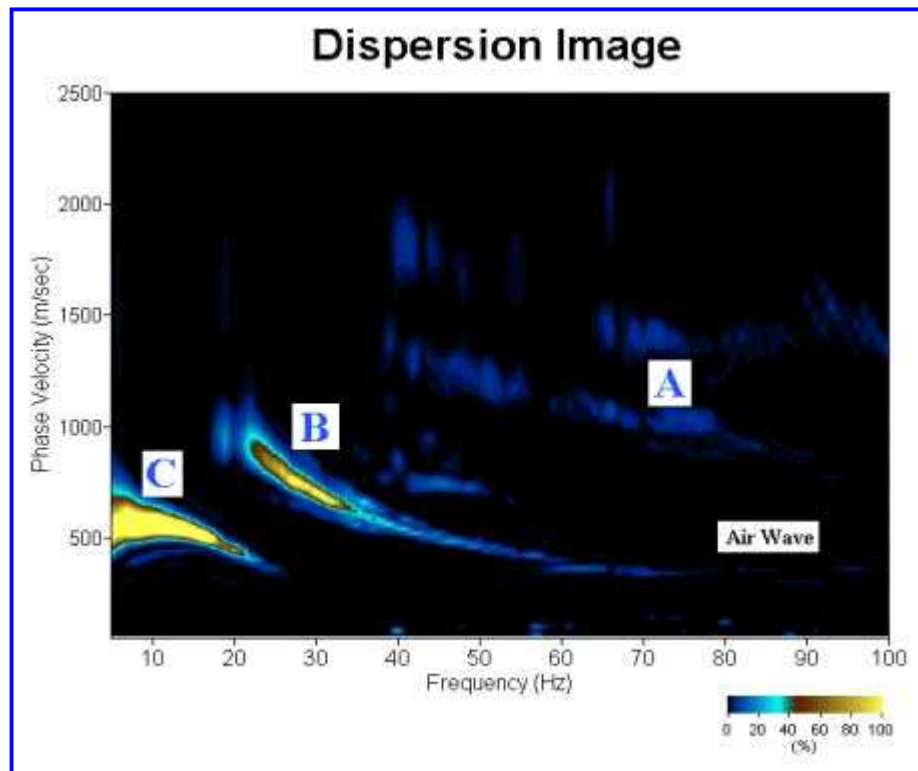 Dispersion Image
Phase Velocity (m/sec)
2500
2000
1500
1000
500
A
B
C
Air Wave
10 20 30 40 50 60 70 80 90 100
Frequency (Hz)
0 20 40 60 80 100
(%)